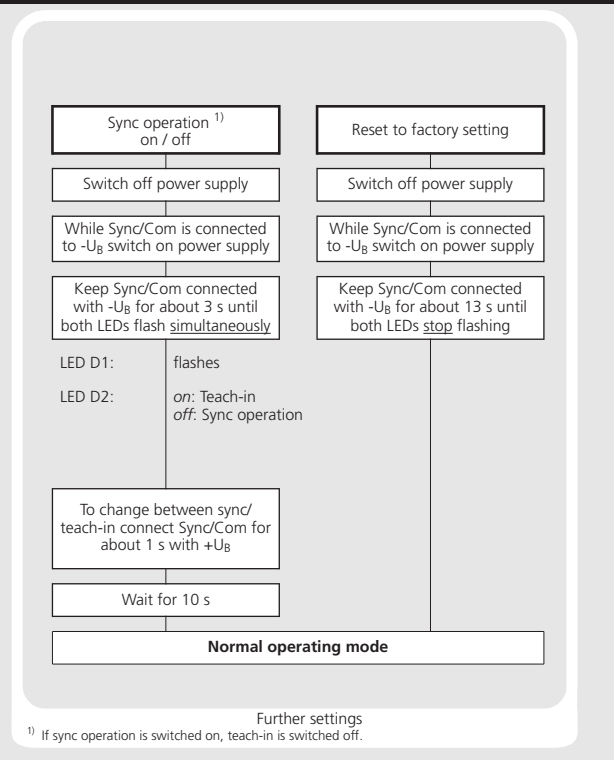 Sync operation 1)
on / off
Switch off power supply
While Sync/Com is connected
to -UB switch on power supply
Keep Sync/Com connected
with -UB for about 3 s until
both LEDs flash simultaneously
LED D1: flashes
LED D2: on: Teach-in
off: Sync operation
To change between sync/
teach-in connect Sync/Com for
about 1 s with +UB
Wait for 10 s
Reset to factory setting
Switch off power supply
While Sync/Com is connected
to -UB switch on power supply
Keep Sync/Com connected
with -UB for about 13 s until
both LEDs stop flashing
Normal operating mode
Further settings
1) If sync operation is switched on, teach-in is switched off.